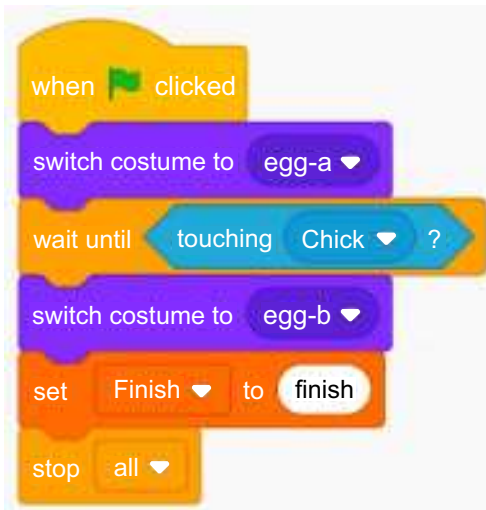 when clicked
switch costume to egg-a
wait until touching Chick ?
switch costume to egg-b
set Finish to finish
stop all